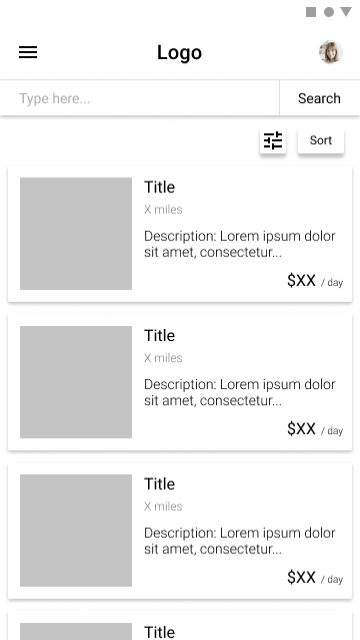 Logo
Type here...
Search
Sort
Title
X miles
Description: Lorem ipsum dolor
sit amet, consectetur...
$XX / day
Title
X miles
Description: Lorem ipsum dolor
sit amet, consectetur...
$XX / day
Title
X miles
Description: Lorem ipsum dolor
sit amet, consectetur...
$XX / day
Title